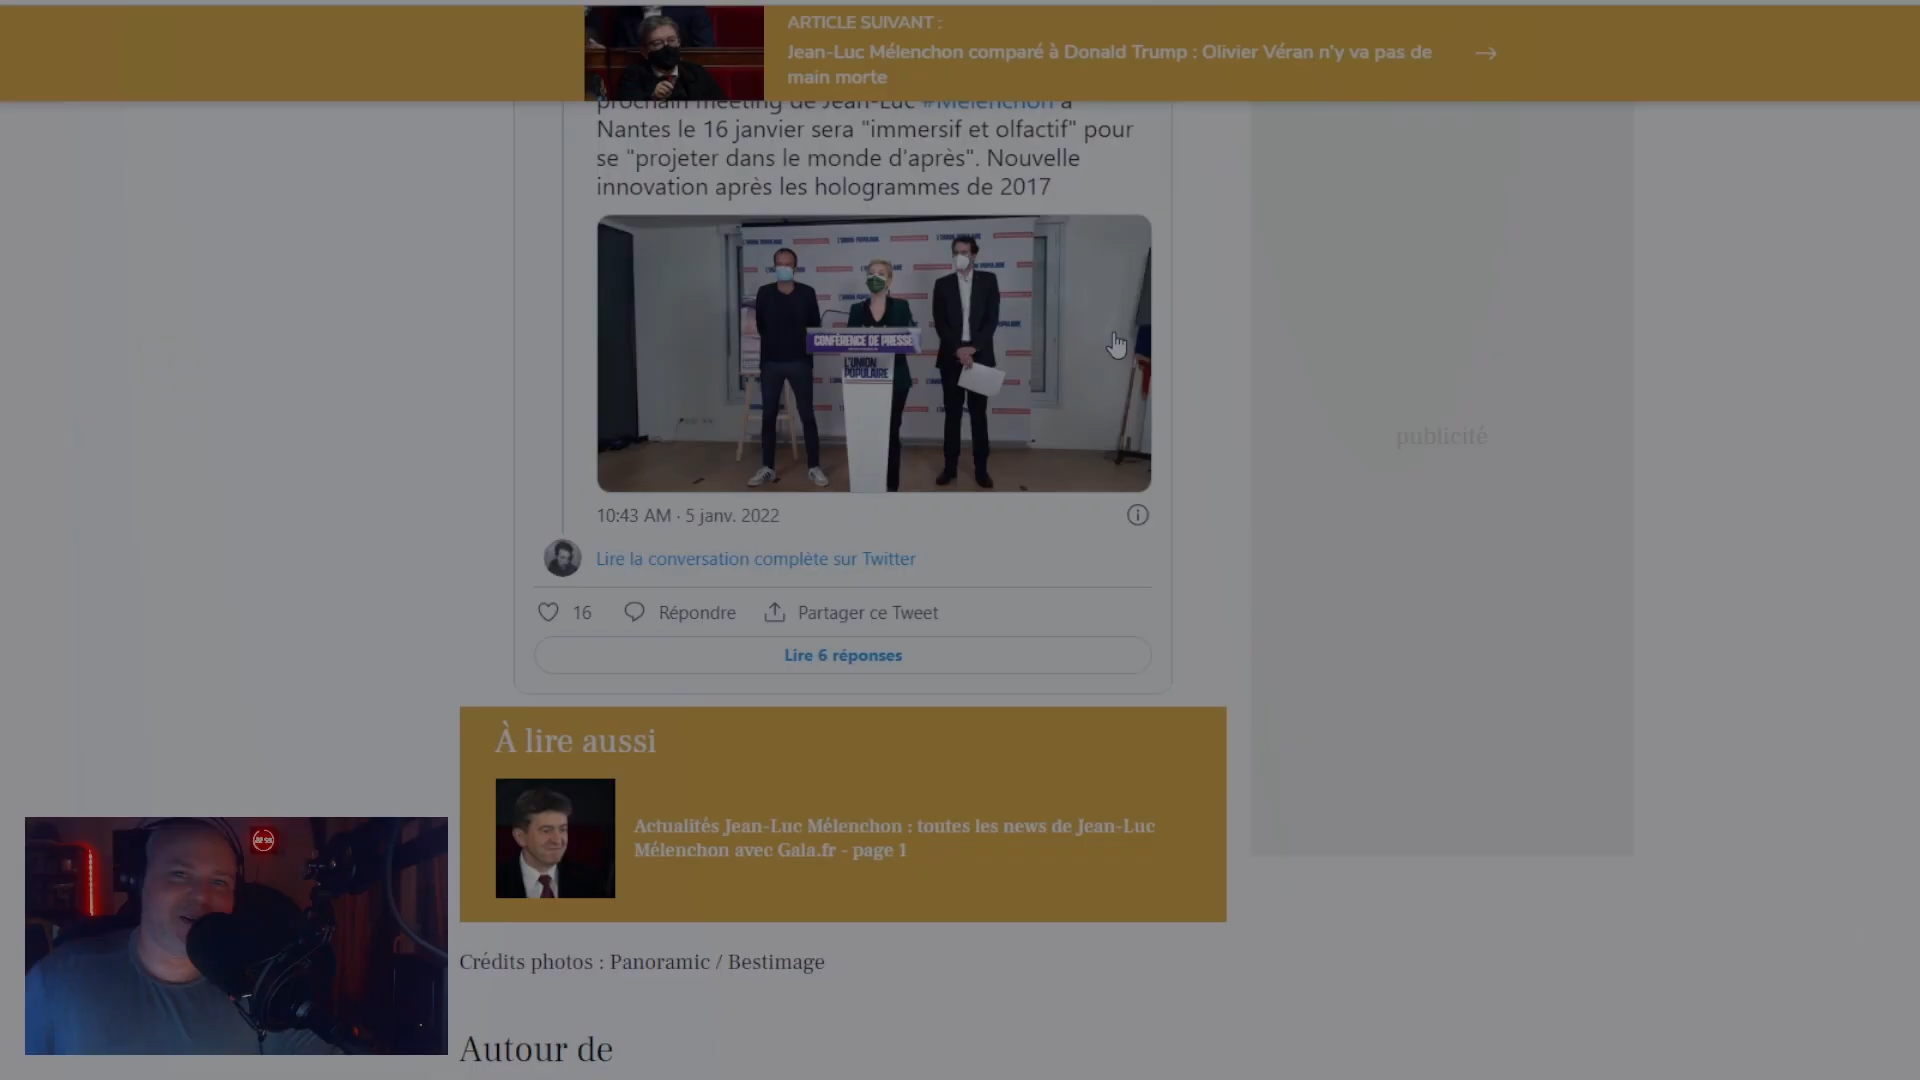 ARTICLE SUIVANT :
Jean-Luc Mélenchon comparé à Donald Trump : Olivier Véran n'y va pas de
main morte
prochain meeting de Jean-Luc #Mélenchon à
Nantes le 16 janvier sera "immersif et olfactif" pour
se "projeter dans le monde d'après". Nouvelle
innovation après les hologrammes de 2017
CONFÉRENCE DE PRESSE
L'UNION
POPULAIRE
publicité
10:43 AM · 5 janv. 2022
Lire la conversation complète sur Twitter
16 Répondre Partager ce Tweet
Lire 6 réponses
À lire aussi
Actualités Jean-Luc Mélenchon : toutes les news de Jean-Luc
Mélenchon avec Gala.fr - page 1
Crédits photos : Panoramic / Bestimage
Autour de